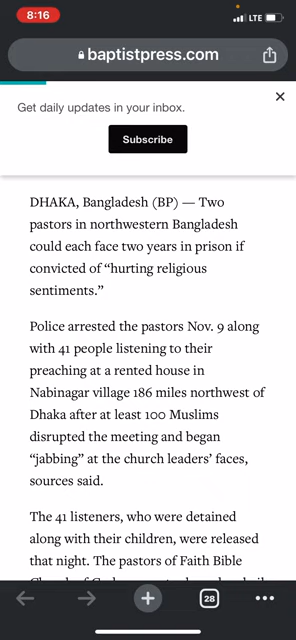 8:16
LTE
baptistpress.com
Get daily updates in your inbox.
Subscribe
DHAKA, Bangladesh (BP) — Two
pastors in northwestern Bangladesh
could each face two years in prison if
convicted of “hurting religious
sentiments.”
Police arrested the pastors Nov. 9 along
with 41 people listening to their
preaching at a rented house in
Nabinagar village 186 miles northwest of
Dhaka after at least 100 Muslims
disrupted the meeting and began
“jabbing” at the church leaders’ faces,
sources said.
The 41 listeners, who were detained
along with their children, were released
that night. The pastors of Faith Bible
28